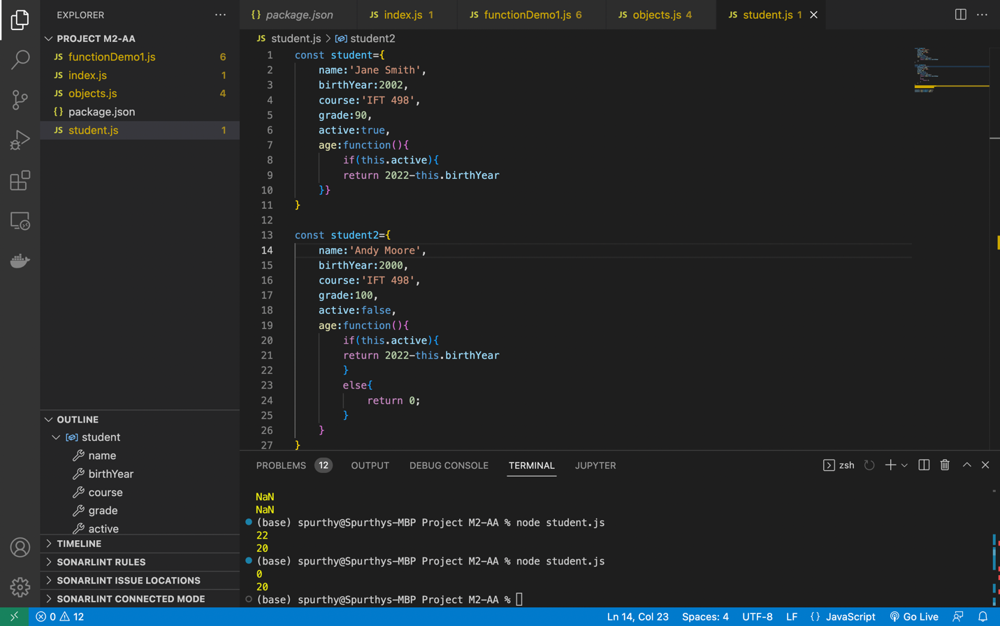 EXPLORER ···
PROJECT M2-AA
JS functionDemo1.js 6
JS index.js 1
JS objects.js 4
{} package.json
JS student.js 1
OUTLINE
student
name
birthYear
course
grade
active
TIMELINE
SONARLINT RULES
SONARLINT ISSUE LOCATIONS
SONARLINT CONNECTED MODE
{} package.json JS index.js 1 JS functionDemo1.js 6 JS objects.js 4 JS student.js 1
JS student.js > student2
1 const student={
2 name:'Jane Smith',
3 birthYear:2002,
4 course:'IFT 498',
5 grade:90,
6 active:true,
7 age:function(){
8 if(this.active){
9 return 2022-this.birthYear
10 }}
11 }
12
13 const student2={
14 name:'Andy Moore',
15 birthYear:2000,
16 course:'IFT 498',
17 grade:100,
18 active:false,
19 age:function(){
20 if(this.active){
21 return 2022-this.birthYear
22 }
23 else{
24 return 0;
25 }
26 }
27 }
PROBLEMS 12 OUTPUT DEBUG CONSOLE TERMINAL JUPYTER zsh
NaN
NaN
(base) spurthy@Spurthys-MBP Project M2-AA % node student.js
22
20
(base) spurthy@Spurthys-MBP Project M2-AA % node student.js
0
20
(base) spurthy@Spurthys-MBP Project M2-AA %
0 12 Ln 14, Col 23 Spaces: 4 UTF-8 LF {} JavaScript Go Live